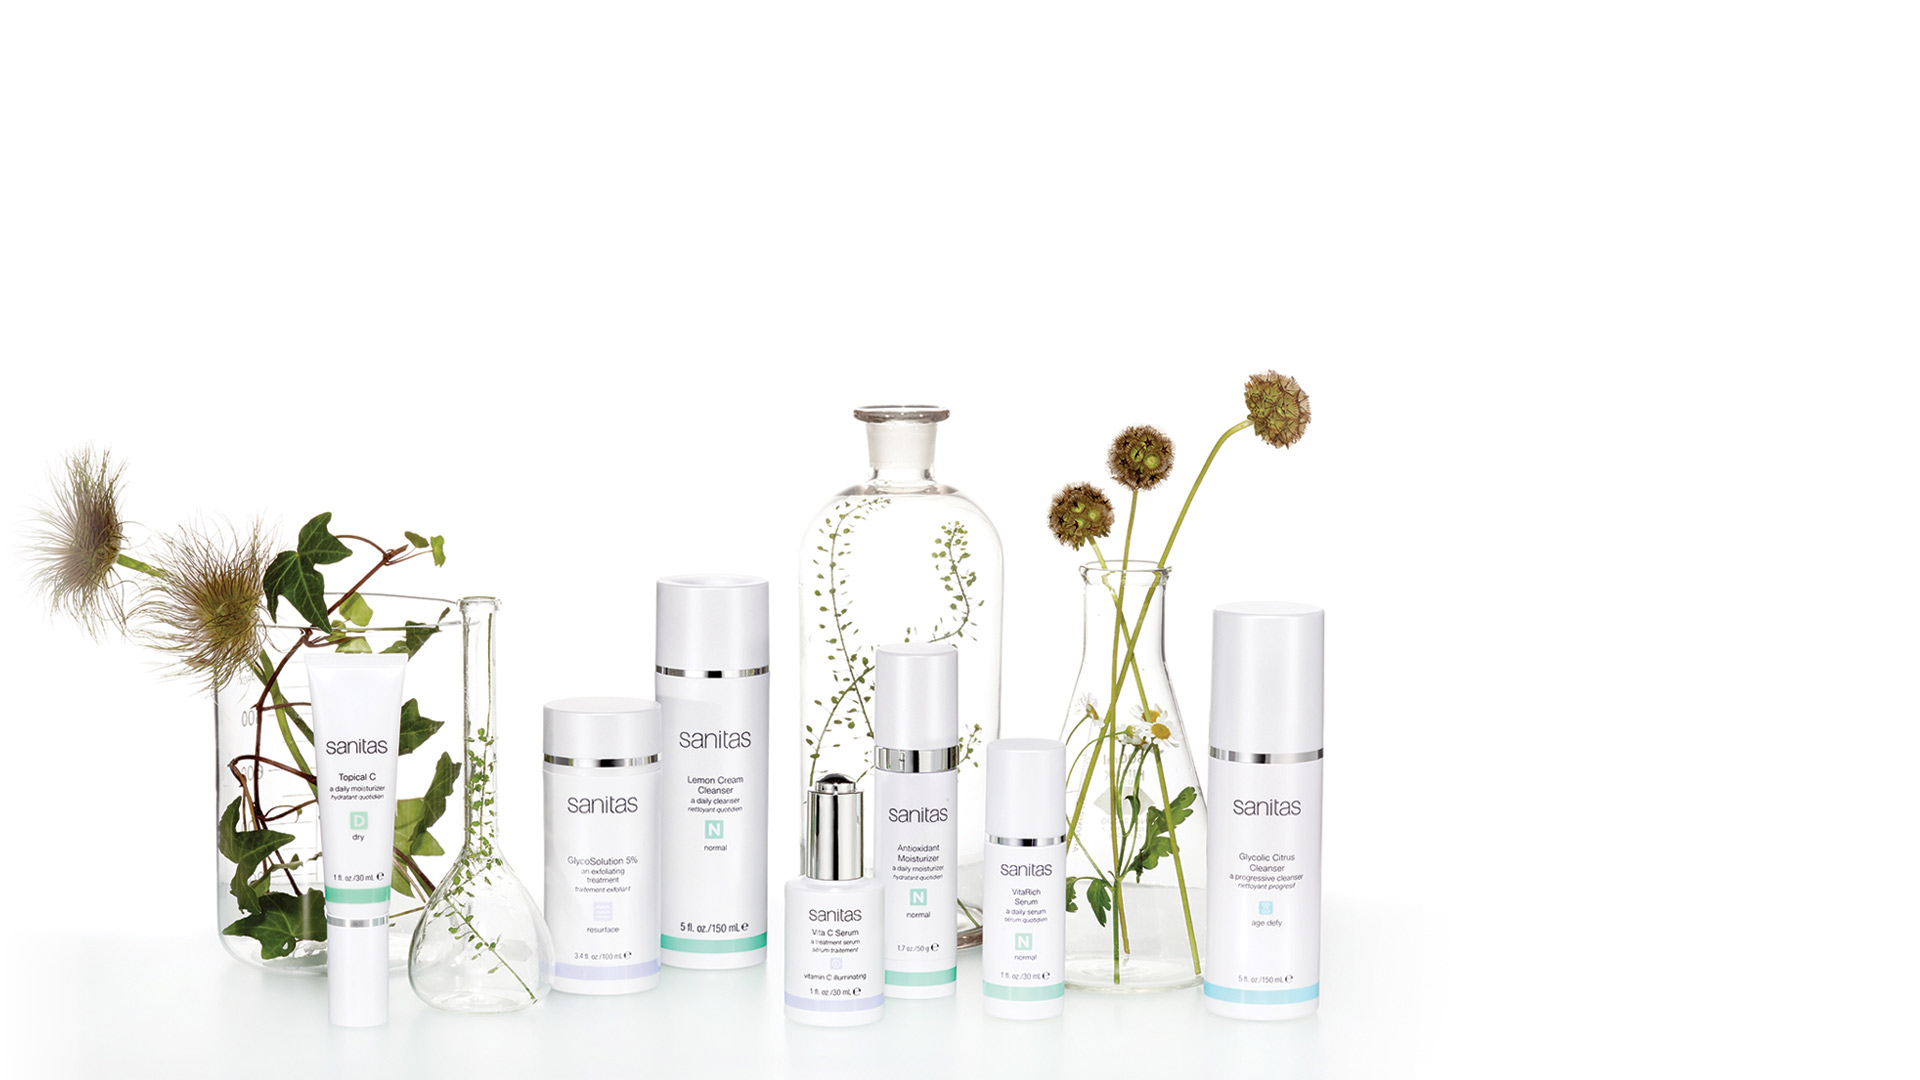 sanitas
Topical C
a daily moisturizer
hydratant quotidien
D
dry
1 fl. oz./30 mL ℮
sanitas
GlycoSolution 5%
an exfoliating
treatment
traitement exfoliant
resurface
3.4 fl. oz./100 mL ℮
sanitas
Lemon Cream
Cleanser
a daily cleanser
nettoyant quotidien
N
normal
5 fl. oz./150 mL ℮
sanitas
Vita C Serum
a treatment serum
sérum traitement
vitamin C illuminating
1 fl. oz./30 mL ℮
sanitas
Antioxidant
Moisturizer
a daily moisturizer
hydratant quotidien
N
normal
1.7 oz/50 g ℮
sanitas
VitaRich
Serum
a daily serum
sérum quotidien
N
normal
1 fl. oz./30 mL ℮
sanitas
Glycolic Citrus
Cleanser
a progressive cleanser
nettoyant progresif
age defy
5 fl. oz./150 mL ℮